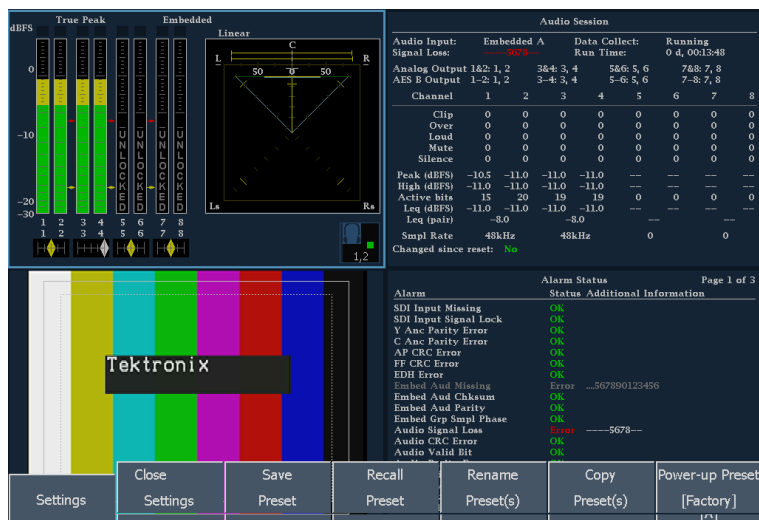 True Peak Embedded
dBFS
Linear
C
L R
50 0 50
0
-10
-20
-30
UNLOCKED UNLOCKED UNLOCKED UNLOCKED
Ls Rs
1 2 3 4 5 6 7 8
1 2 3 4 5 6 7 8
1,2
Audio Session
Audio Input: Embedded A Data Collect: Running
Signal Loss: ----5678-- Run Time: 0 d, 00:13:48
Analog Output 1&2: 1, 2 3&4: 3, 4 5&6: 5, 6 7&8: 7, 8
AES B Output 1-2: 1, 2 3-4: 3, 4 5-6: 5, 6 7-8: 7, 8
Channel 1 2 3 4 5 6 7 8
Clip 0 0 0 0 0 0 0 0
Over 0 0 0 0 0 0 0 0
Loud 0 0 0 0 0 0 0 0
Mute 0 0 0 0 0 0 0 0
Silence 0 0 0 0 0 0 0 0
Peak (dBFS) -10.5 -11.0 -11.0 -11.0 -- -- -- --
High (dBFS) -11.0 -11.0 -11.0 -11.0 -- -- -- --
Active bits 15 20 19 19 0 0 0 0
Leq (dBFS) -11.0 -11.0 -11.0 -11.0 -- -- -- --
Leq (pair) -8.0 -8.0 -- --
Smpl Rate 48kHz 48kHz 0 0
Changed since reset: No
Tektronix
Alarm Status Page 1 of 3
Alarm Status Additional Information
SDI Input Missing OK
SDI Input Signal Lock OK
Y Anc Parity Error OK
C Anc Parity Error OK
AP CRC Error OK
FF CRC Error OK
EDH Error OK
Embed Aud Missing Error ....567890123456
Embed Aud Chksum OK
Embed Aud Parity OK
Embed Grp Smpl Phase OK
Audio Signal Loss Error ----5678--
Audio CRC Error OK
Audio Valid Bit OK
Settings
Close Settings
Save Preset
Recall Preset
Rename Preset(s)
Copy Preset(s)
Power-up Preset [Factory]